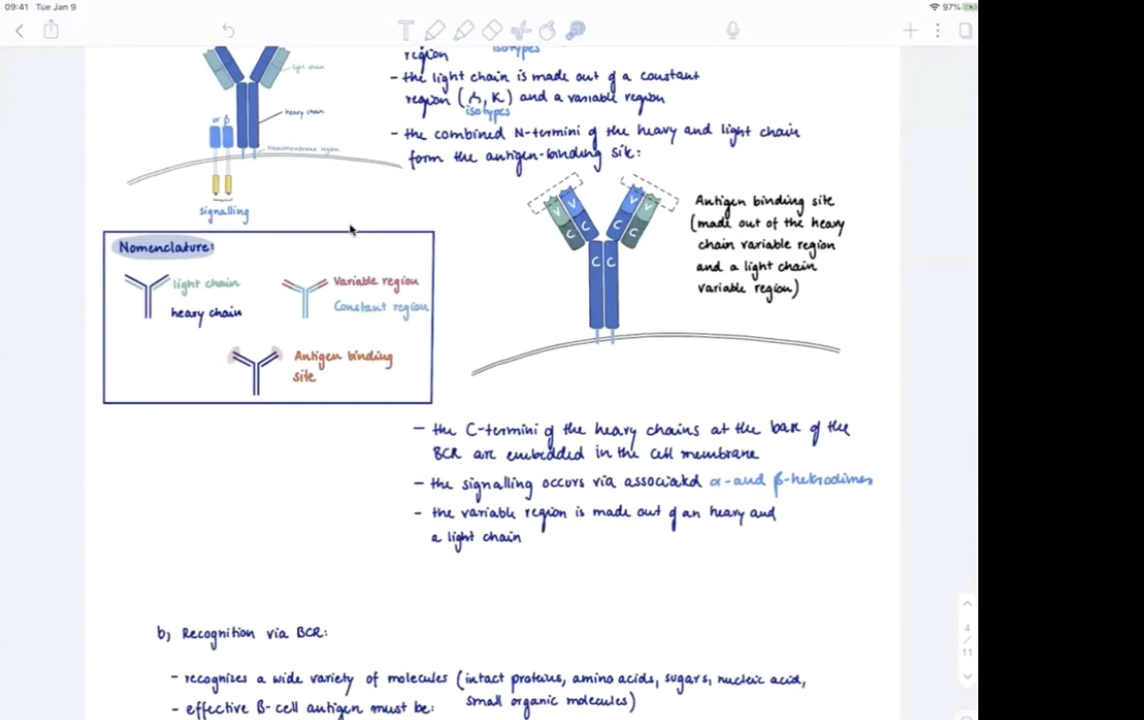 09:41 Tue Jan 9
97%
region isotypes
light chain
- the light chain is made out of a constant
region (λ, κ) and a variable region
isotypes
heavy chain
α β
- the combined N-termini of the heavy and light chain
form the antigen-binding site:
transmembrane region
signalling
V V V V
C C C C
C C
Antigen binding site
(made out of the heavy
chain variable region
and a light chain
variable region)
Nomenclature:
light chain
heavy chain
Variable region
Constant region
Antigen binding
site
- the C-termini of the heavy chains at the base of the
BCR are embedded in the cell membrane
- the signalling occurs via associated α-and β-hetrodimes
- the variable region is made out of an heavy and
a light chain
b) Recognition via BCR:
- recognizes a wide variety of molecules (intact proteins, amino acids, sugars, nucleic acid,
small organic molecules)
- effective B-cell antigen must be:
4
/
11